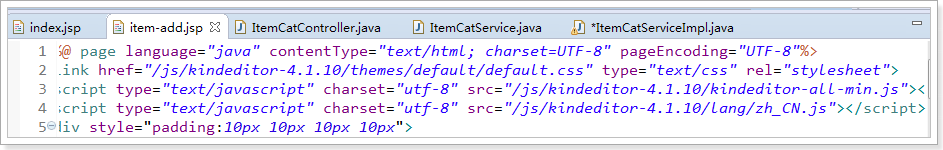 index.jsp item-add.jsp ItemCatController.java ItemCatService.java *ItemCatServiceImpl.java
1 %@ page language="java" contentType="text/html; charset=UTF-8" pageEncoding="UTF-8"%>
2 link href="/js/kindeditor-4.1.10/themes/default/default.css" type="text/css" rel="stylesheet">
3 script type="text/javascript" charset="utf-8" src="/js/kindeditor-4.1.10/kindeditor-all-min.js"><
4 script type="text/javascript" charset="utf-8" src="/js/kindeditor-4.1.10/lang/zh_CN.js"></script>
5 div style="padding:10px 10px 10px 10px">